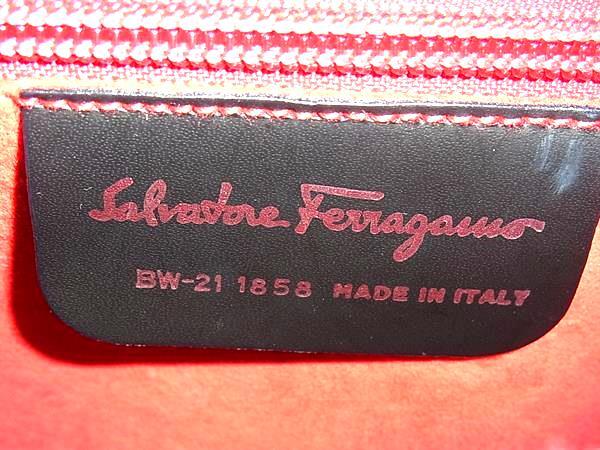 Salvatore Ferragamo
BW-21 1858 MADE IN ITALY